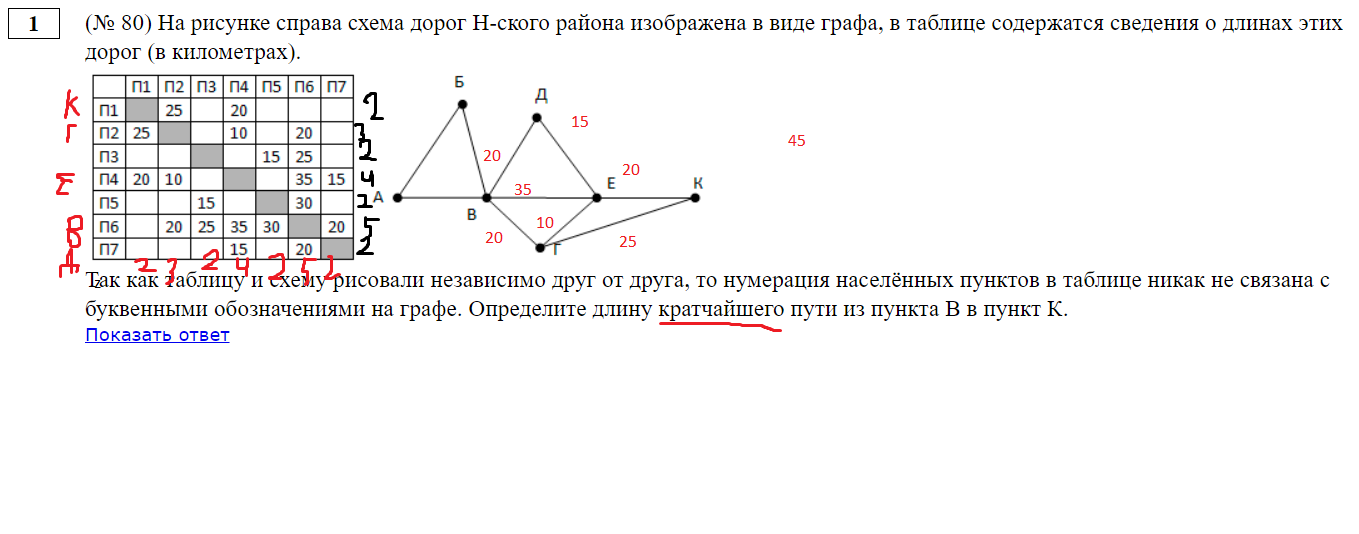 1
(№ 80) На рисунке справа схема дорог Н-ского района изображена в виде графа, в таблице содержатся сведения о длинах этих
дорог (в километрах).
П1 П2 П3 П4 П5 П6 П7
К П1 25 20 2
Г П2 25 10 20 3
П3 15 25 2
Е П4 20 10 35 15 4
П5 15 30 2
В П6 20 25 35 30 20 5
Д П7 15 20 2
2 3 2 4 2 5 2
2
Б
Д
15
45
20
20
А
35
Е
К
В
10
20
Г
25
Так как таблицу и схему рисовали независимо друг от друга, то нумерация населённых пунктов в таблице никак не связана с
буквенными обозначениями на графе. Определите длину кратчайшего пути из пункта В в пункт К.
Показать ответ